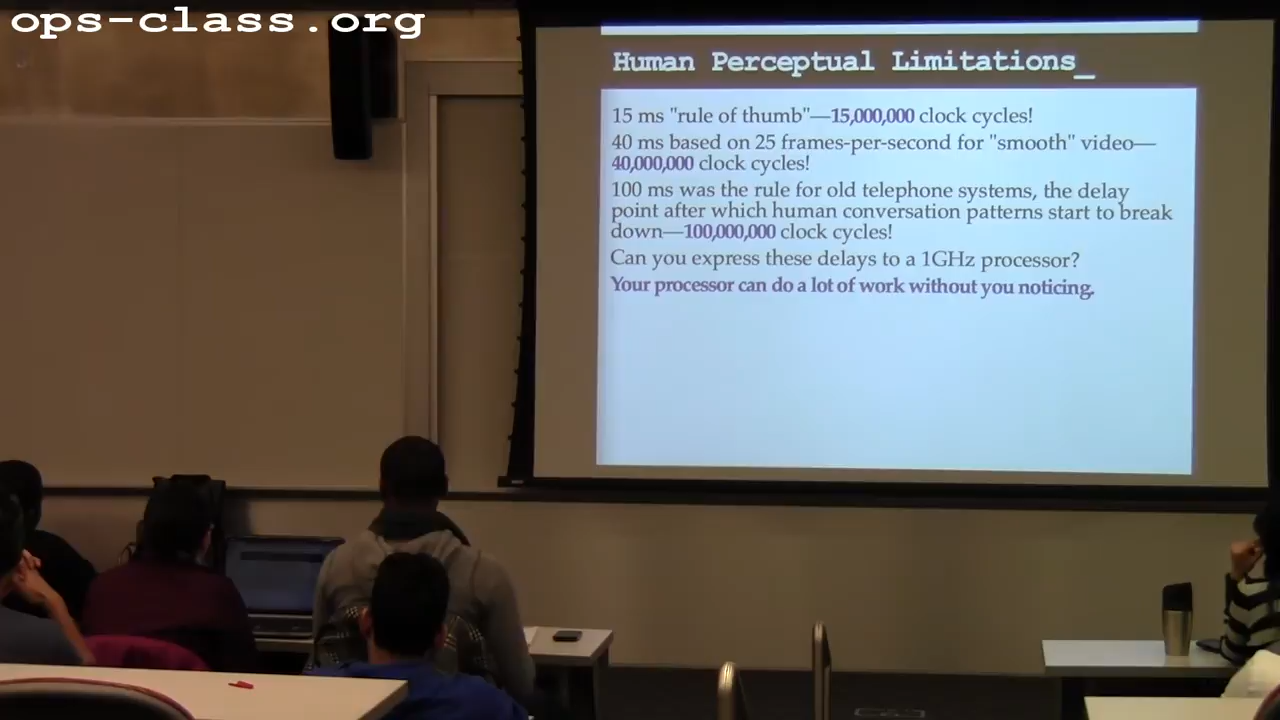 ops-class.org
Human Perceptual Limitations_
15 ms "rule of thumb"—15,000,000 clock cycles!
40 ms based on 25 frames-per-second for "smooth" video—
40,000,000 clock cycles!
100 ms was the rule for old telephone systems, the delay
point after which human conversation patterns start to break
down—100,000,000 clock cycles!
Can you express these delays to a 1GHz processor?
Your processor can do a lot of work without you noticing.